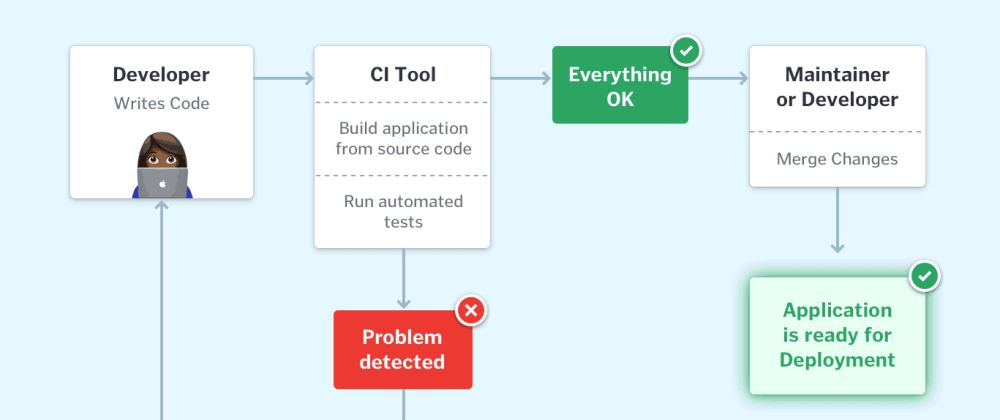 Developer
Writes Code
CI Tool
Build application
from source code
Run automated
tests
Everything
OK
Maintainer
or Developer
Merge Changes
Problem
detected
Application
is ready for
Deployment